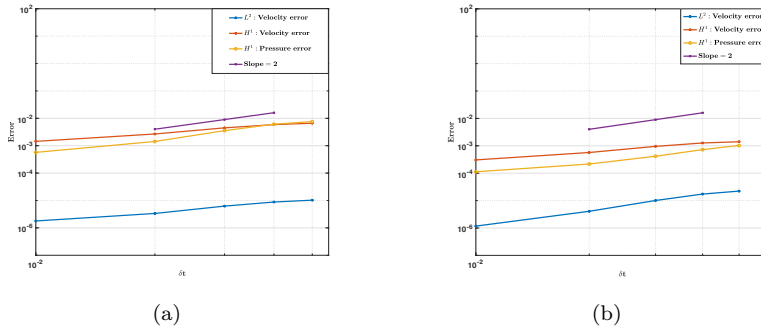 10^2
L^2 : Velocity error
H^1 : Velocity error
H^1 : Pressure error
Slope = 2
Error
10^-2
10^-3
10^-4
10^-6
10^-2
δt
(a)
10^2
L^2 : Velocity error
H^1 : Velocity error
H^1 : Pressure error
Slope = 2
Error
10^-2
10^-3
10^-4
10^-6
10^-2
δt
(b)